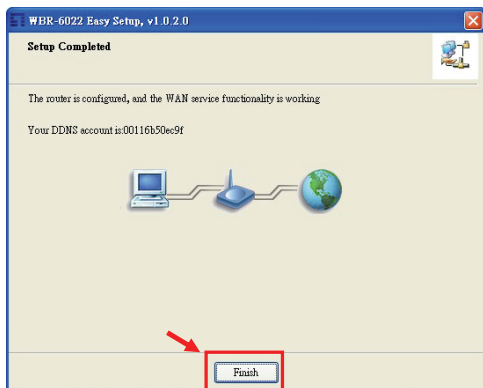 WBR-6022 Easy Setup, v1.0.2.0
Setup Completed
The router is configured, and the WAN service functionality is working
Your DDNS account is:00116b50ec9f
Finish